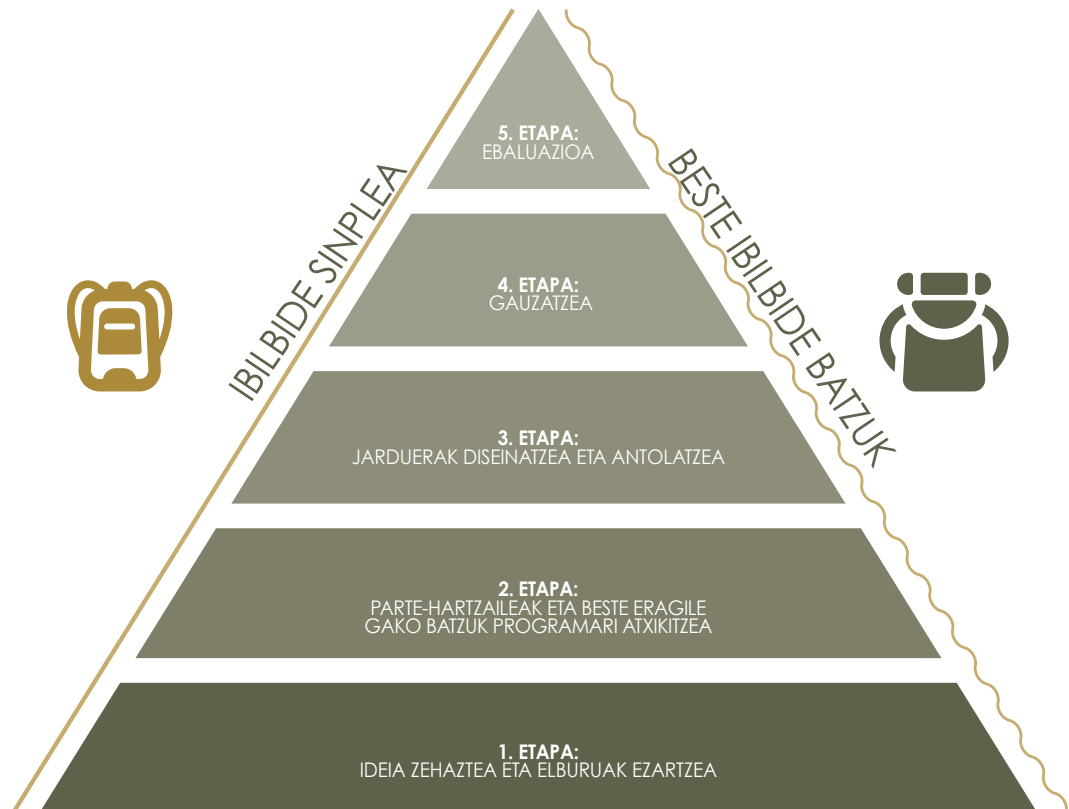 5. ETAPA:
EBALUAZIOA
IBILBIDE SINPLEA
BESTE IBILBIDE BATZUK
4. ETAPA:
GAUZATZEA
3. ETAPA:
JARDUERAK DISEINATZEA ETA ANTOLATZEA
2. ETAPA:
PARTE-HARTZAILEAK ETA BESTE ERAGILE
GAKO BATZUK PROGRAMARI ATXIKITZEA
1. ETAPA:
IDEIA ZEHAZTEA ETA ELBURUAK EZARTZEA